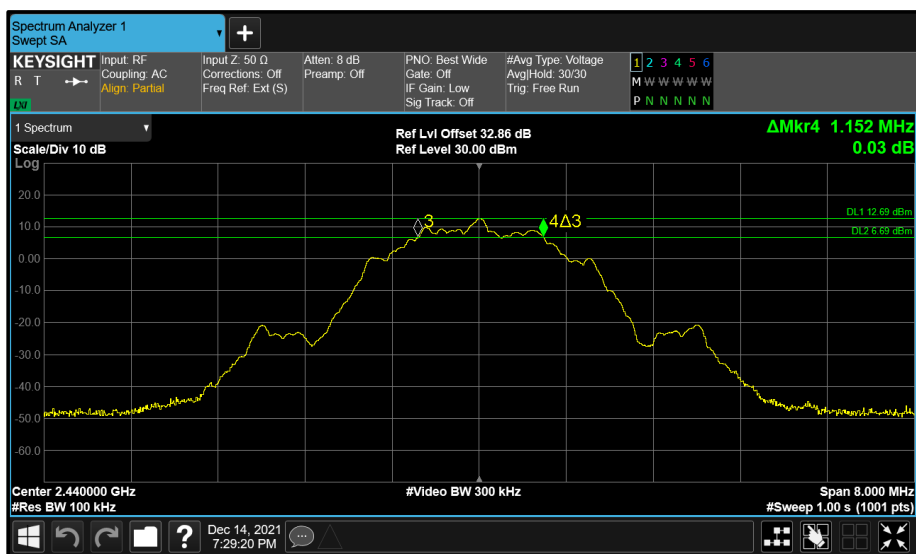 Spectrum Analyzer 1
Swept SA
KEYSIGHT
R T
LXI
Input: RF
Coupling: AC
Align: Partial
Input Z: 50 Ω
Corrections: Off
Freq Ref: Ext (S)
Atten: 8 dB
Preamp: Off
PNO: Best Wide
Gate: Off
IF Gain: Low
Sig Track: Off
#Avg Type: Voltage
Avg|Hold: 30/30
Trig: Free Run
1 2 3 4 5 6
M W W W W W
P N N N N N
1 Spectrum
Scale/Div 10 dB
Log
Ref Lvl Offset 32.86 dB
Ref Level 30.00 dBm
ΔMkr4 1.152 MHz
0.03 dB
20.0
10.0
0.00
-10.0
-20.0
-30.0
-40.0
-50.0
-60.0
3
4Δ3
DL1 12.69 dBm
DL2 6.69 dBm
Center 2.440000 GHz
#Res BW 100 kHz
#Video BW 300 kHz
Span 8.000 MHz
#Sweep 1.00 s (1001 pts)
?
Dec 14, 2021
7:29:20 PM